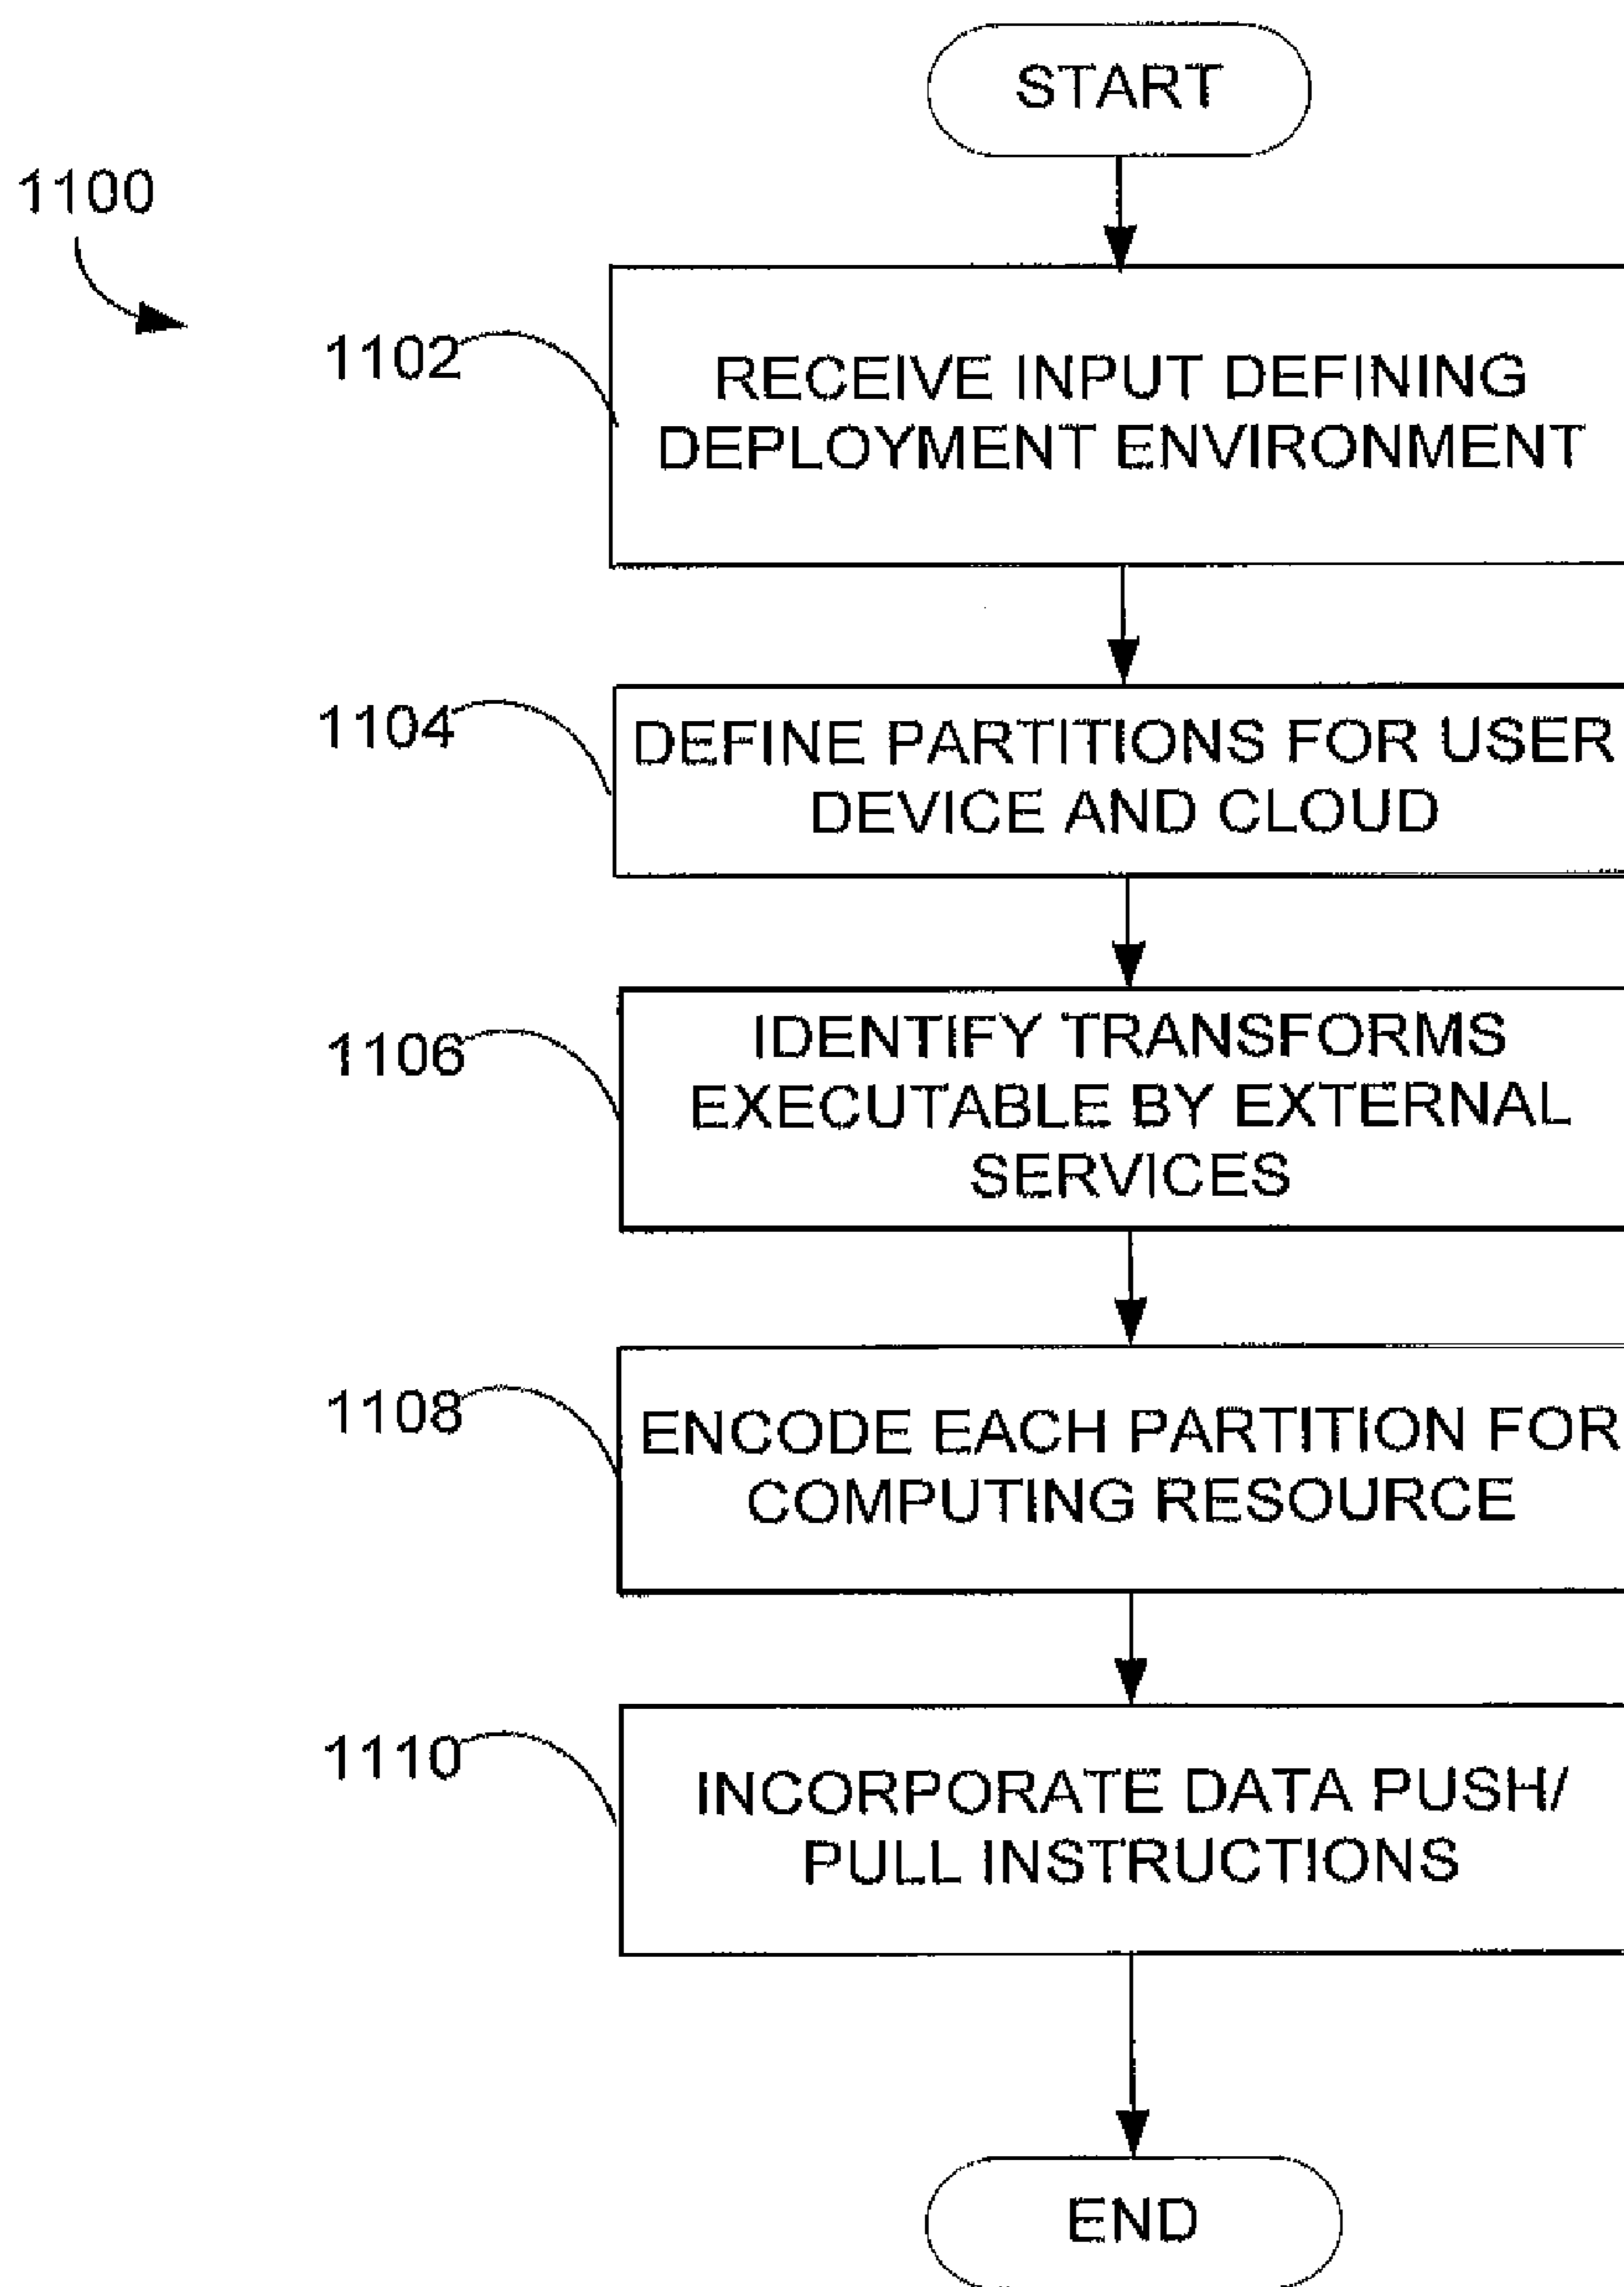 START
1100
1102
RECEIVE INPUT DEFINING
DEPLOYMENT ENVIRONMENT
1104
DEFINE PARTITIONS FOR USER
DEVICE AND CLOUD
1106
IDENTIFY TRANSFORMS
EXECUTABLE BY EXTERNAL
SERVICES
1108
ENCODE EACH PARTITION FOR
COMPUTING RESOURCE
1110
INCORPORATE DATA PUSH/
PULL INSTRUCTIONS
END